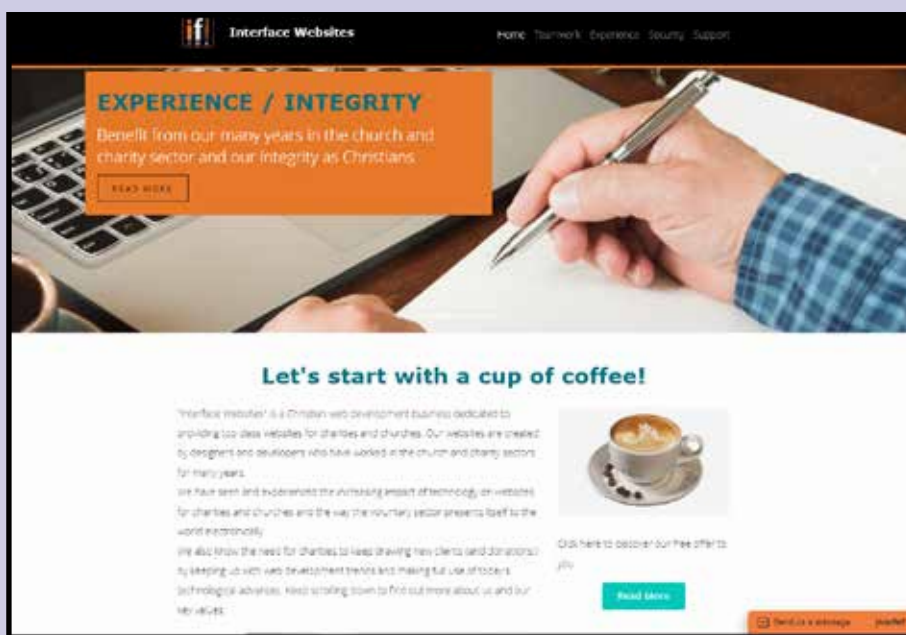 if
Interface Websites
Home Teamwork Experience Security Support
EXPERIENCE / INTEGRITY
Benefit from our many years in the church and
charity sector and our integrity as Christians
READ MORE
Let's start with a cup of coffee!
"Interface Websites" is a Christian web development business dedicated to
providing top class websites for charities and churches. Our websites are created
by designers and developers who have worked in the church and charity sectors
for many years.
We have seen and experienced the increasing impact of technology on websites
for charities and churches and the way the voluntary sector presents itself to the
world electronically.
We also know the need for charities to keep drawing new clients (and donations)
by keeping up with web development trends and making full use of today's
technological advances. Keep scrolling down to find out more about us and our
key values.
Click here to discover our free offer to
you
Read More
Send us a message